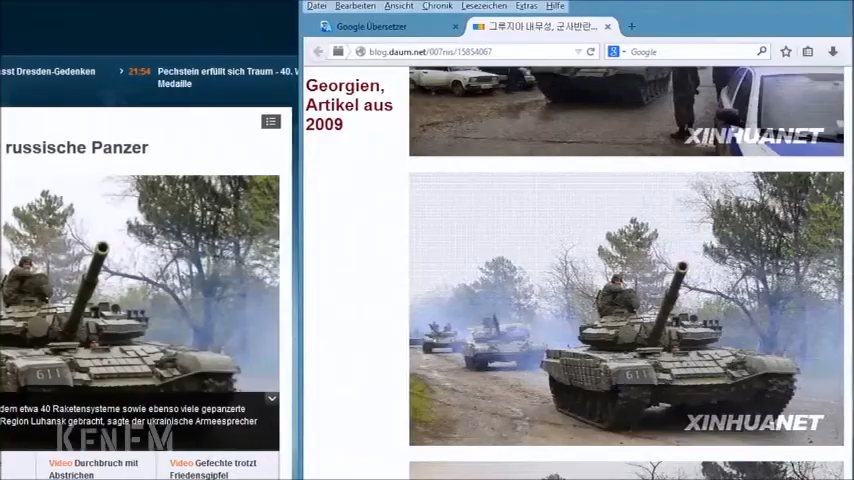 Datei Bearbeiten Ansicht Chronik Lesezeichen Extras Hilfe
Google Übersetzer
그루지아 내무성, 군사반란...
blog.daum.net/007nis/15854067
Google
sst Dresden-Gedenken
21:54 Pechstein erfüllt sich Traum - 40. W
Medaille
russische Panzer
Georgien,
Artikel aus
2009
XINHUANET
611
611
XINHUANET
dem etwa 40 Raketensysteme sowie ebenso viele gepanzerte
Region Luhansk gebracht, sagte der ukrainische Armeesprecher
KENFM
Video Durchbruch mit
Abstrichen
Video Gefechte trotz
Friedensgipfel